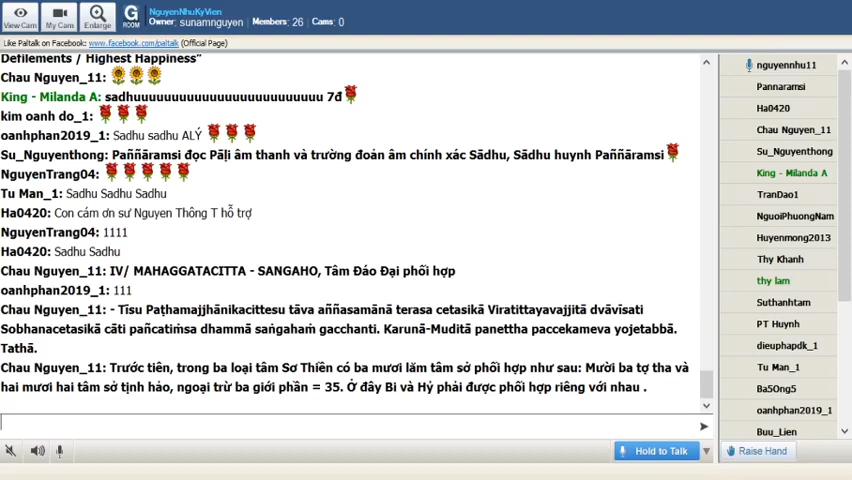 NguyenNhuKyVien
Owner: sunamnguyen   Members: 26   Cams: 0
View Cam
My Cam
Enlarge
G
ROOM
Like Paltalk on Facebook: www.facebook.com/paltalk (Official Page)
Defilements / Highest Happiness"
Chau Nguyen_11:
King - Milanda A: sadhuuuuuuuuuuuuuuuuuuuuuuuuu 7đ
kim oanh do_1:
oanhphan2019_1: Sadhu sadhu ALÝ
Su_Nguyenthong: Paññāramsi đọc Pāḷi âm thanh và trường đoản âm chính xác Sādhu, Sādhu huynh Paññāramsi
NguyenTrang04:
Tu Man_1: Sadhu Sadhu Sadhu
Ha0420: Con cám ơn sư Nguyen Thông T hỗ trợ
NguyenTrang04: 1111
Ha0420: Sadhu Sadhu
Chau Nguyen_11: IV/ MAHAGGATACITTA - SANGAHO, Tâm Đáo Đại phối hợp
oanhphan2019_1: 111
Chau Nguyen_11: - Tīsu Paṭhamajjhānikacittesu tāva aññasamānā terasa cetasikā Viratittayavajjitā dvāvīsati
Sobhanacetasikā cāti pañcatiṁsa dhammā saṅgahaṁ gacchanti. Karunā-Muditā panettha paccekameva yojetabbā.
Tathā.
Chau Nguyen_11: Trước tiên, trong ba loại tâm Sơ Thiền có ba mươi lăm tâm sở phối hợp như sau: Mười ba tợ tha và
hai mươi hai tâm sở tịnh hảo, ngoại trừ ba giới phần = 35. Ở đây Bi và Hỷ phải được phối hợp riêng với nhau .
Hold to Talk
nguyennhu11
Pannaramsi
Ha0420
Chau Nguyen_11
Su_Nguyenthong
King - Milanda A
TranDao1
NguoiPhuongNam
Huyenmong2013
Thy Khanh
thy lam
Suthanhtam
PT Huynh
dieuphapdk_1
Tu Man_1
Ba5Ong5
oanhphan2019_1
Buu_Lien
Raise Hand